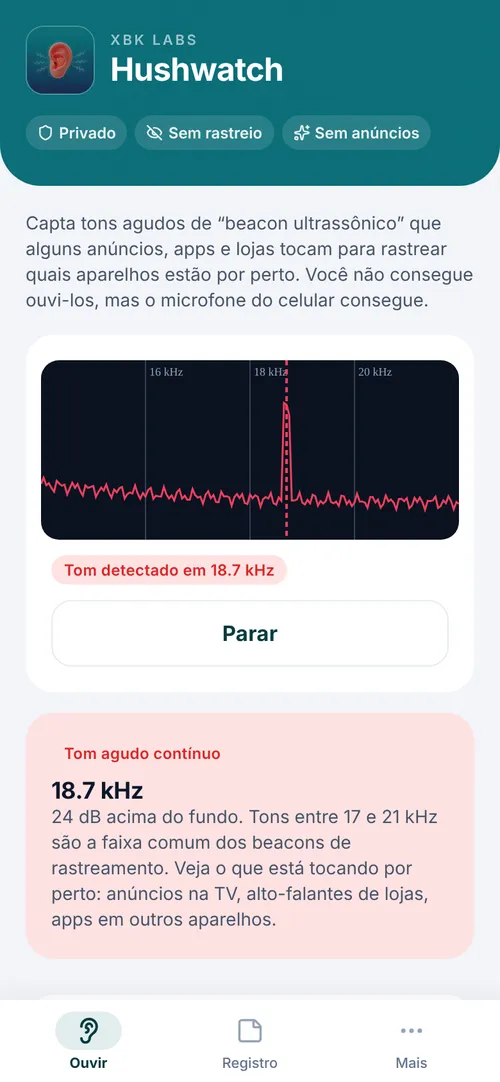 XBK LABS
Hushwatch
Privado
Sem rastreio
Sem anúncios
Capta tons agudos de “beacon ultrassônico” que
alguns anúncios, apps e lojas tocam para rastrear
quais aparelhos estão por perto. Você não consegue
ouvi-los, mas o microfone do celular consegue.
16 kHz
18 kHz
20 kHz
Tom detectado em 18.7 kHz
Parar
Tom agudo contínuo
18.7 kHz
24 dB acima do fundo. Tons entre 17 e 21 kHz
são a faixa comum dos beacons de
rastreamento. Veja o que está tocando por
perto: anúncios na TV, alto-falantes de lojas,
apps em outros aparelhos.
Ouvir
Registro
Mais